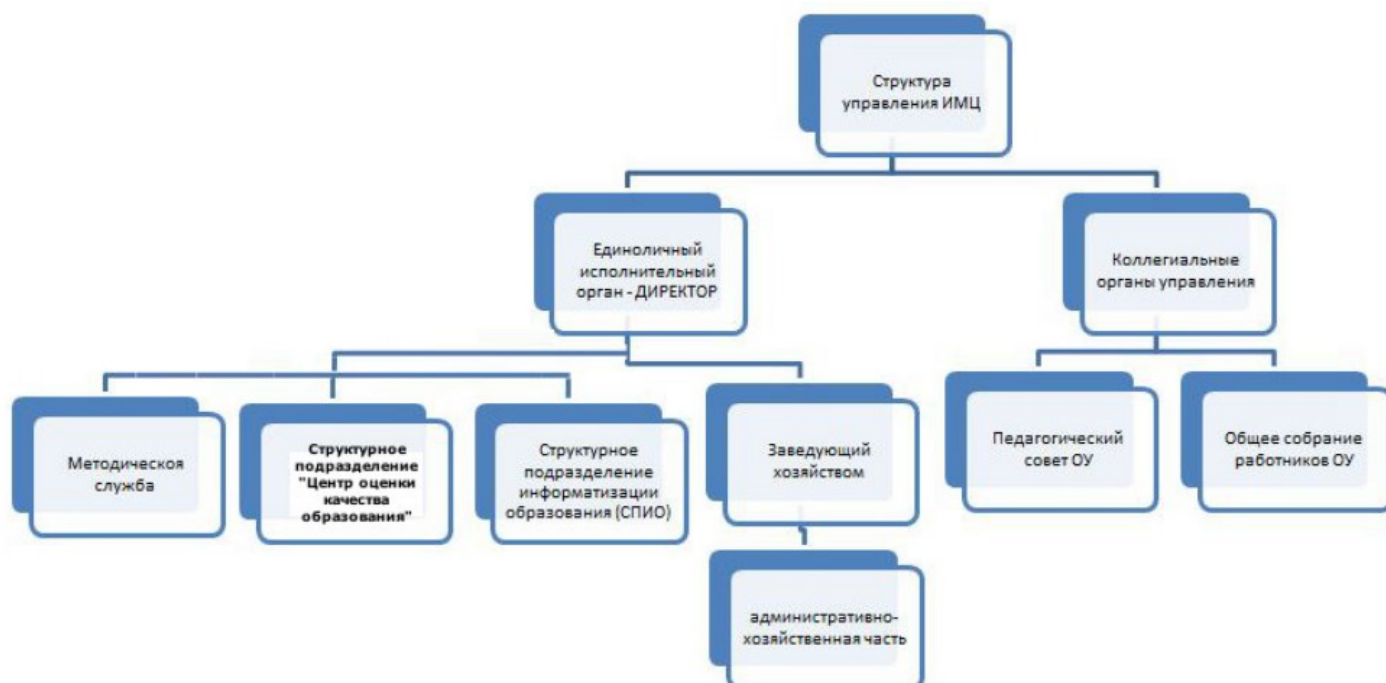 Структура
управления ИМЦ
Единоличный
исполнительный
орган - ДИРЕКТОР
Коллегиальные
органы управления
Методическоя
служба
Структурное
подразделение
"Центр оценки
качества
образования"
Структурное
подразделение
информатизации
образования (СПИО)
Заведующий
хозяйством
Педагогический
совет ОУ
Общее собрание
работников ОУ
административно-
хозяйственная часть